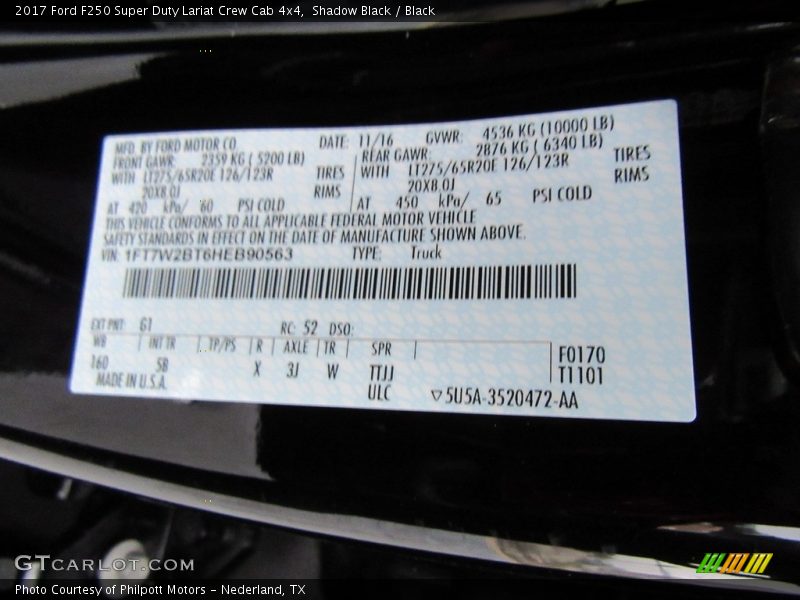 2017 Ford F250 Super Duty Lariat Crew Cab 4x4, Shadow Black / Black
MFD. BY FORD MOTOR CO. DATE: 11/16 GVWR: 4536 KG (10000 LB)
FRONT GAWR: 2359 KG (5200 LB) REAR GAWR: 2876 KG (6340 LB)
WITH LT275/65R20E 126/123R TIRES WITH LT275/65R20E 126/123R TIRES
20X8.0J RIMS 20X8.0J RIMS
AT 420 kPa/ 60 PSI COLD AT 450 kPa/ 65 PSI COLD
THIS VEHICLE CONFORMS TO ALL APPLICABLE FEDERAL MOTOR VEHICLE
SAFETY STANDARDS IN EFFECT ON THE DATE OF MANUFACTURE SHOWN ABOVE.
VIN: 1FT7W2BT6HEB90563 TYPE: Truck
EXT PNT: G1 RC: 52 DSO:
WB INT TR TP/PS R AXLE TR SPR F0170
160 5B X 3J W TTJJ T1101
MADE IN U.S.A. ULC ▽5U5A-3520472-AA
GTCARLOT.COM
Photo Courtesy of Philpott Motors - Nederland, TX